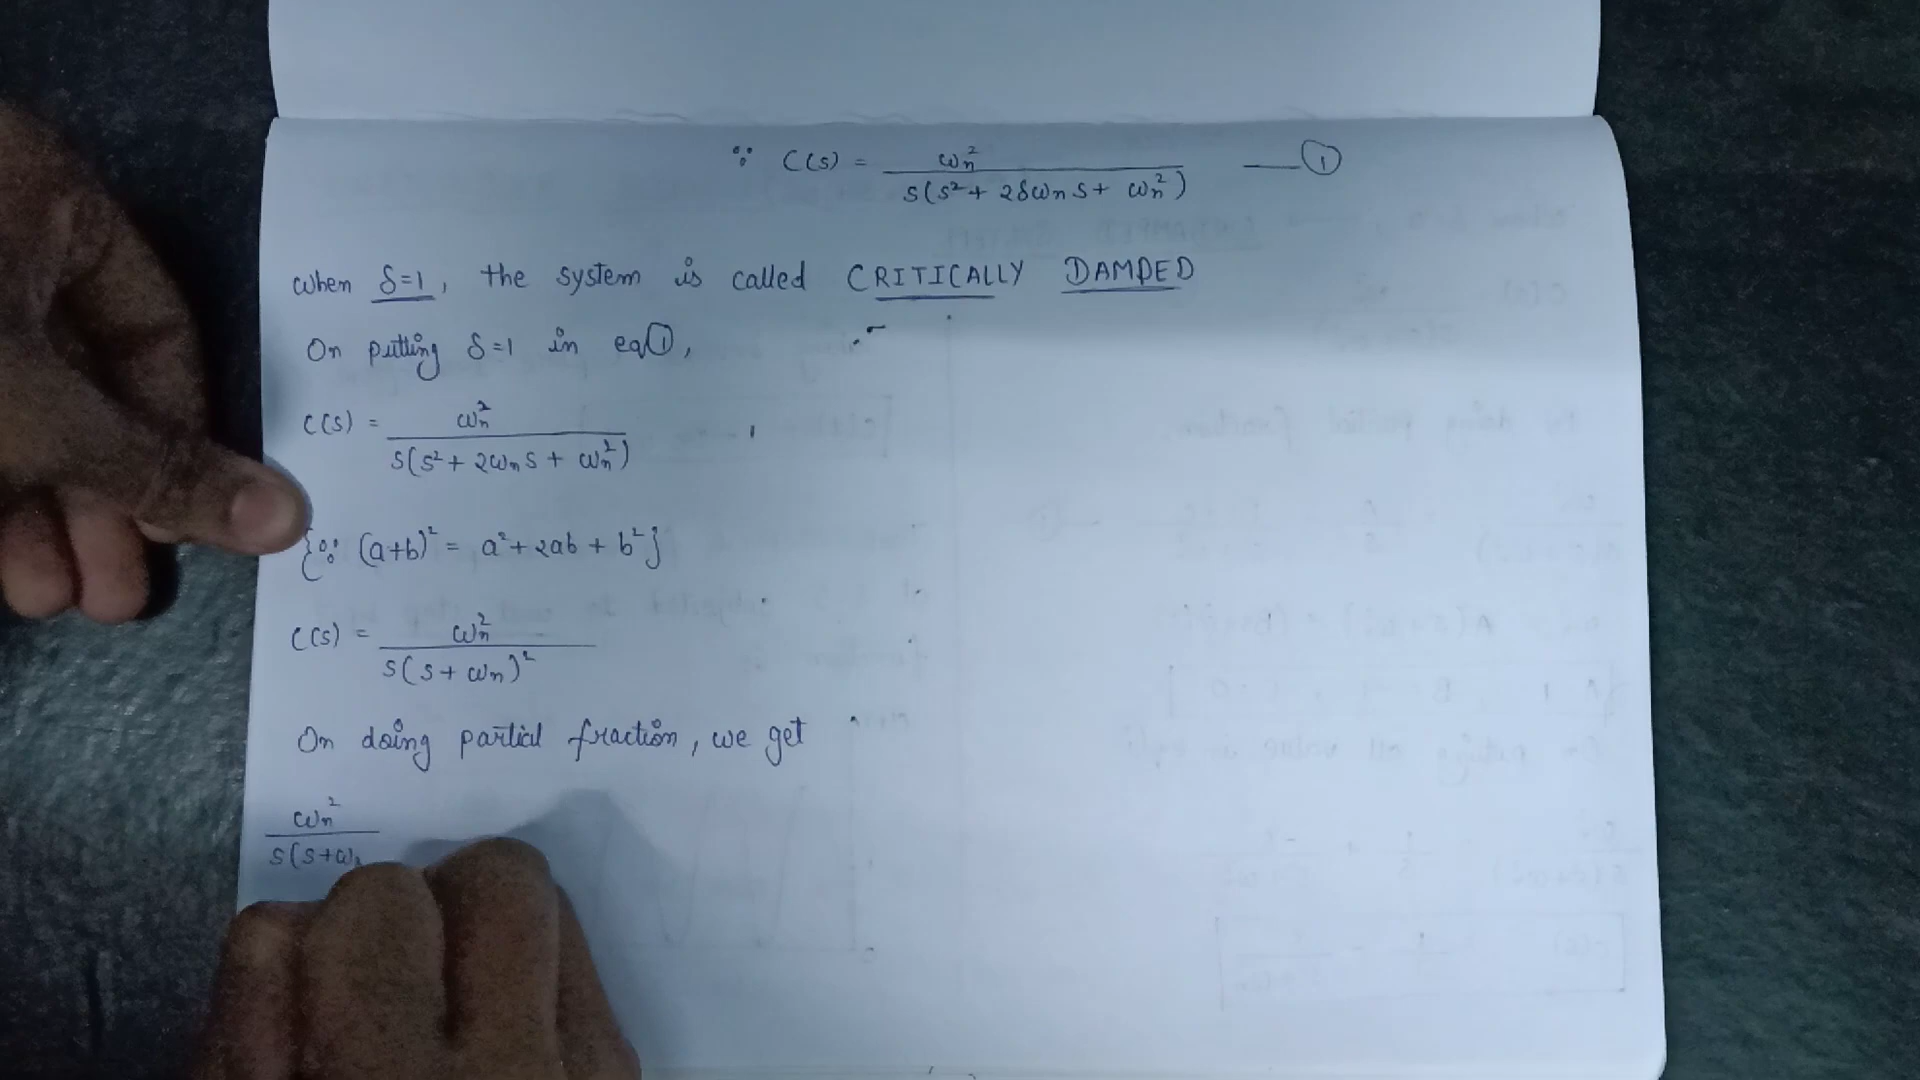 ∵ C(s) = ωn² / s(s² + 2δωn s + ωn²) —— ①
when δ=1, the system is called CRITICALLY DAMPED
On putting δ=1 in eq①,
C(s) = ωn² / s(s² + 2ωn s + ωn²)
{∵ (a+b)² = a² + 2ab + b²}
C(s) = ωn² / s(s + ωn)²
On doing partial fraction, we get
ωn² / s(s+ω